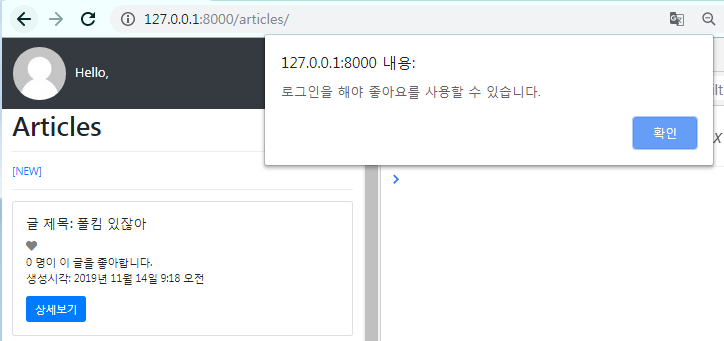 127.0.0.1:8000/articles/
127.0.0.1:8000 내용:
로그인을 해야 좋아요를 사용할 수 있습니다.
확인
Hello,
Articles
[NEW]
글 제목: 폴킴 있잖아
0 명이 이 글을 좋아합니다.
생성시각: 2019년 11월 14일 9:18 오전
상세보기